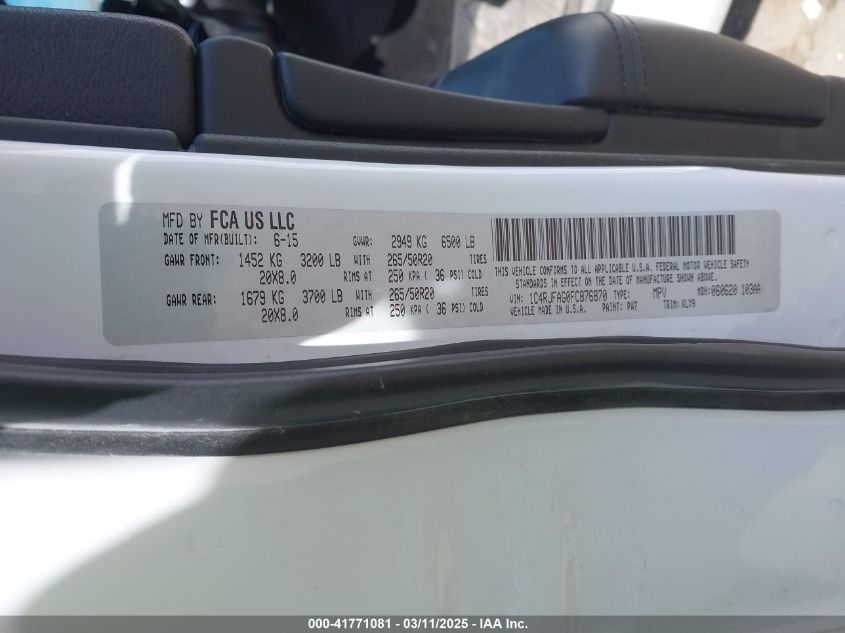 MFD BY FCA US LLC
DATE OF MFR(BUILT): 6-15 GVWR: 2949 KG 6500 LB
GAWR FRONT: 1452 KG 3200 LB WITH 265/50R20 TIRES
20X8.0 RIMS AT 250 KPA ( 36 PSI) COLD
GAWR REAR: 1679 KG 3700 LB WITH 265/50R20 TIRES
20X8.0 RIMS AT 250 KPA ( 36 PSI) COLD
THIS VEHICLE CONFORMS TO ALL APPLICABLE U.S.A. FEDERAL MOTOR VEHICLE SAFETY
STANDARDS IN EFFECT ON THE DATE OF MANUFACTURE SHOWN ABOVE.
VIN: 1C4RJFAG0FC876870 TYPE: MPV MDH: 060620 103AA
VEHICLE MADE IN U.S.A. PAINT: PW7 TRIM: KLX9
000-41771081 - 03/11/2025 - IAA Inc.